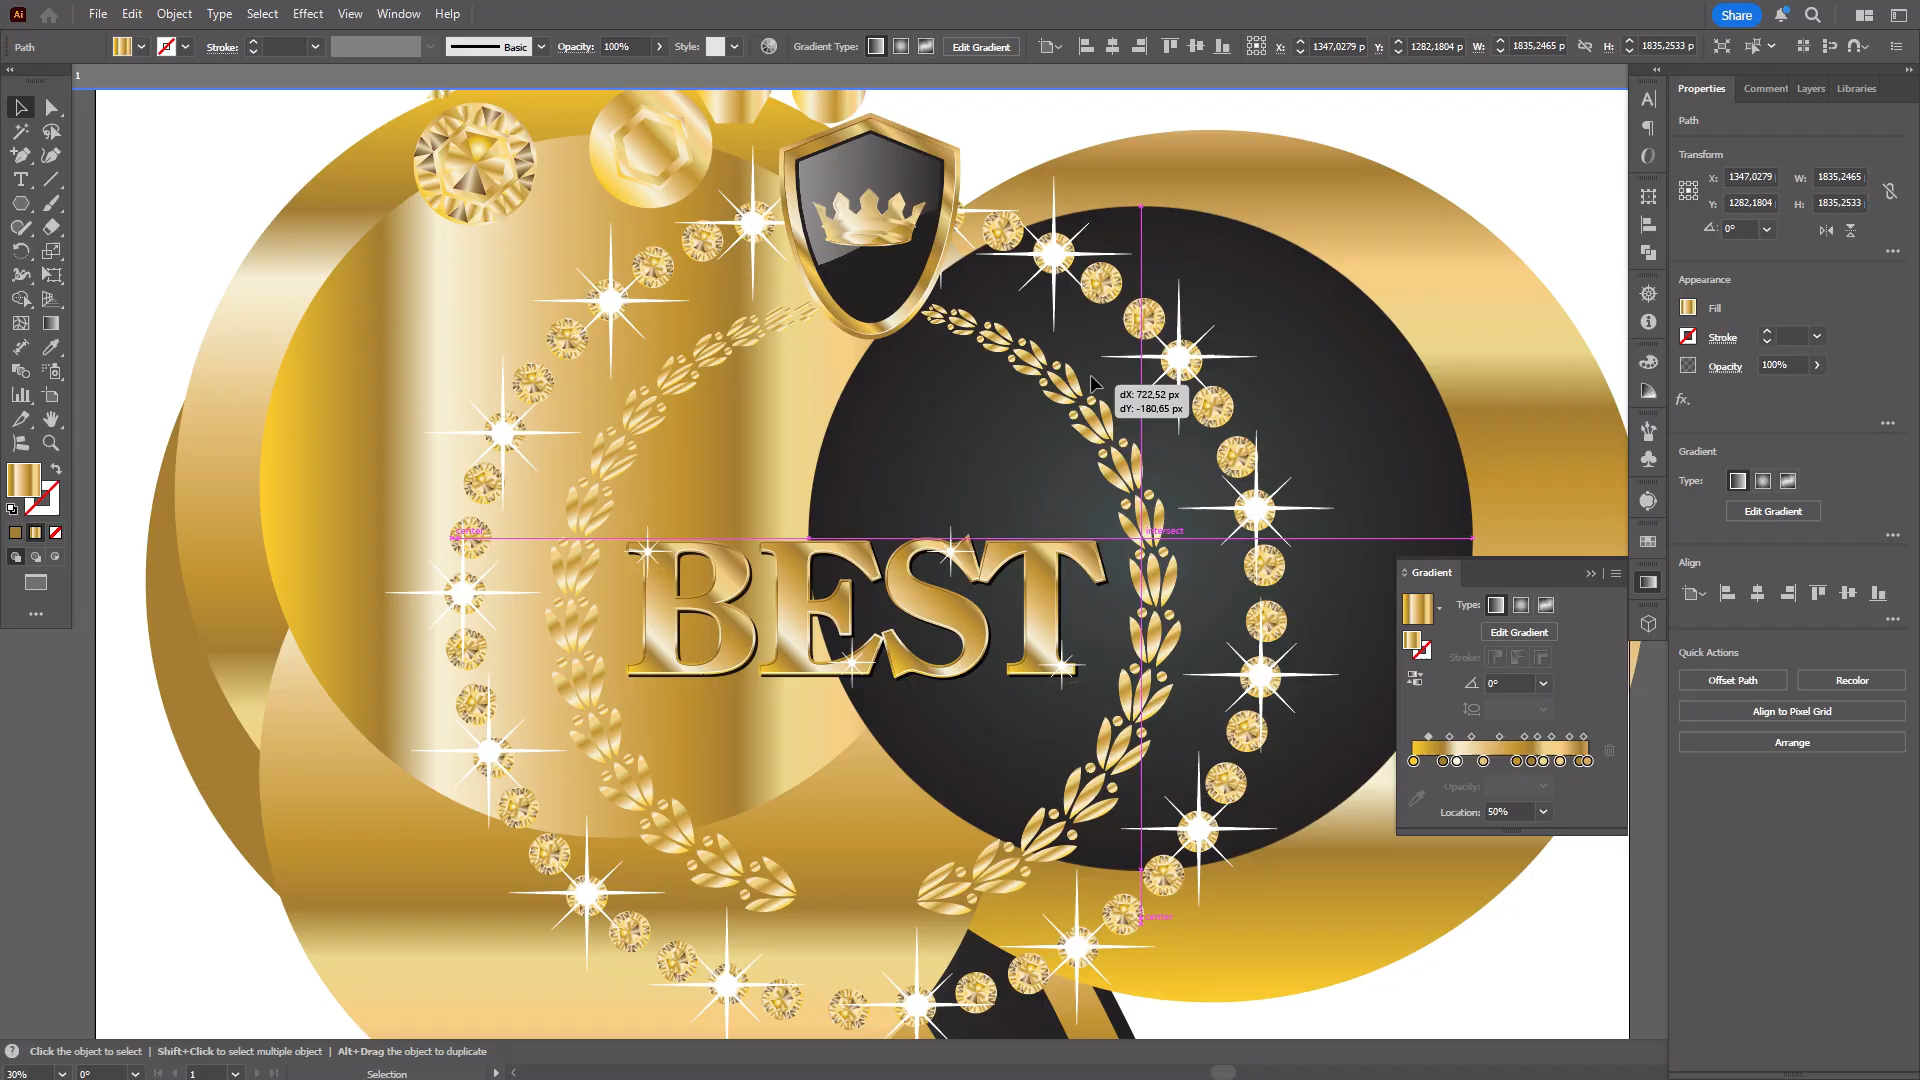 Ai File Edit Object Type Select Effect View Window Help Share
Path Stroke: Basic Opacity: 100% Style: Gradient Type: Edit Gradient X: 1347,0279 p Y: 1282,1804 p W: 1835,2465 p H: 1835,2533 p
1
Properties Comment Layers Libraries
Path
Transform
X: 1347,0279 W: 1835,2465
Y: 1282,1804 H: 1835,2533
0°
Appearance
Fill
Stroke
Opacity 100%
fx.
Gradient
Type:
Edit Gradient
Align
Quick Actions
Offset Path Recolor
Align to Pixel Grid
Arrange
dX: 722,52 px
dY: -180,65 px
center intersect
BEST
center
Gradient
Type:
Edit Gradient
Stroke:
0°
Opacity:
Location: 50%
Click the object to select | Shift+Click to select multiple object | Alt+Drag the object to duplicate
30% 0° 1 Selection